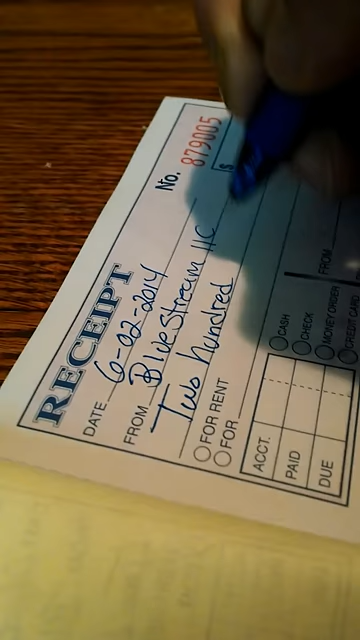 RECEIPT No. 879005
DATE 6-02-2014
FROM BlueStream llC $
Two hundred
FOR RENT
FOR
ACCT.
PAID
DUE
CASH
CHECK
MONEY ORDER
CREDIT CA
FROM